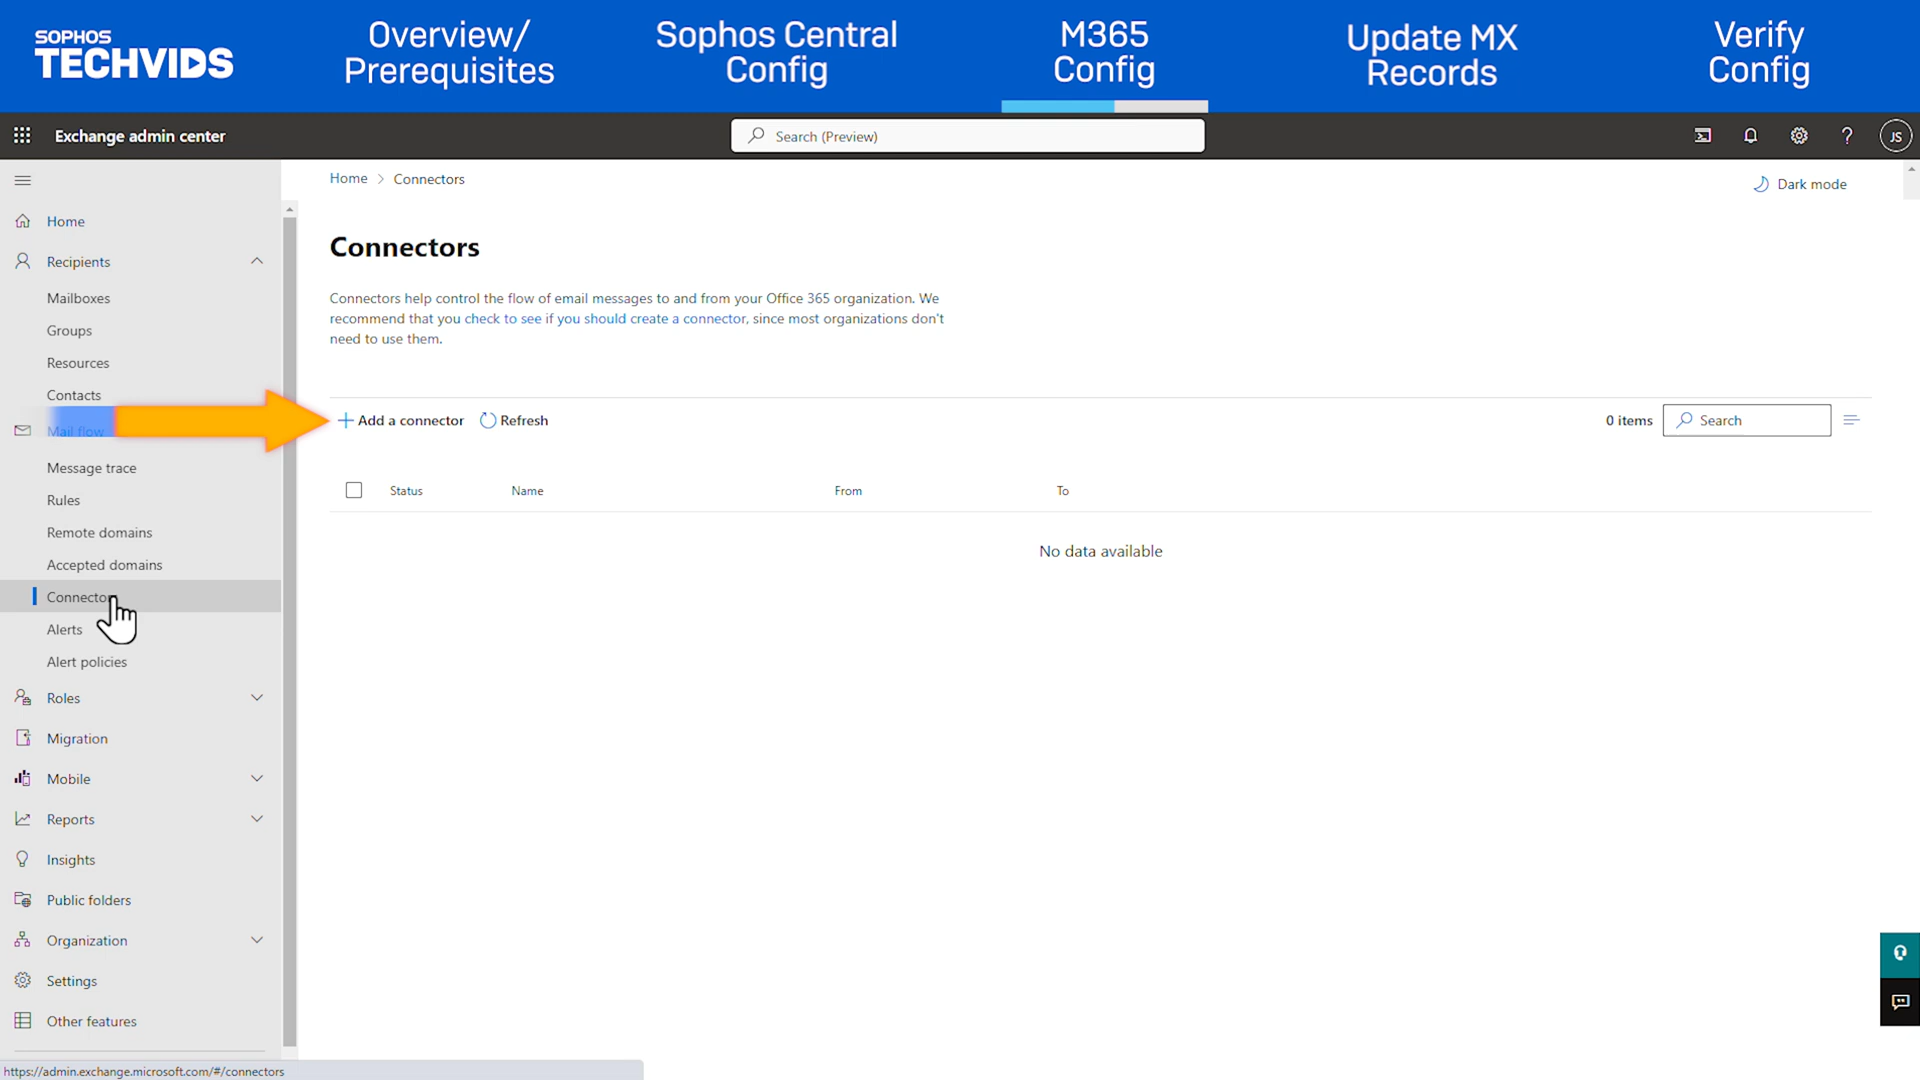 SOPHOS
TECHVIDS
Overview/
Prerequisites
Sophos Central
Config
M365
Config
Update MX
Records
Verify
Config
Exchange admin center
Search (Preview)
?
JS
Home > Connectors
Dark mode
Home
Recipients
Mailboxes
Groups
Resources
Contacts
Mail flow
Message trace
Rules
Remote domains
Accepted domains
Connector
Alerts
Alert policies
Roles
Migration
Mobile
Reports
Insights
Public folders
Organization
Settings
Other features
Connectors
Connectors help control the flow of email messages to and from your Office 365 organization. We
recommend that you check to see if you should create a connector, since most organizations don't
need to use them.
+ Add a connector Refresh
0 items Search
Status Name From To
No data available
https://admin.exchange.microsoft.com/#/connectors